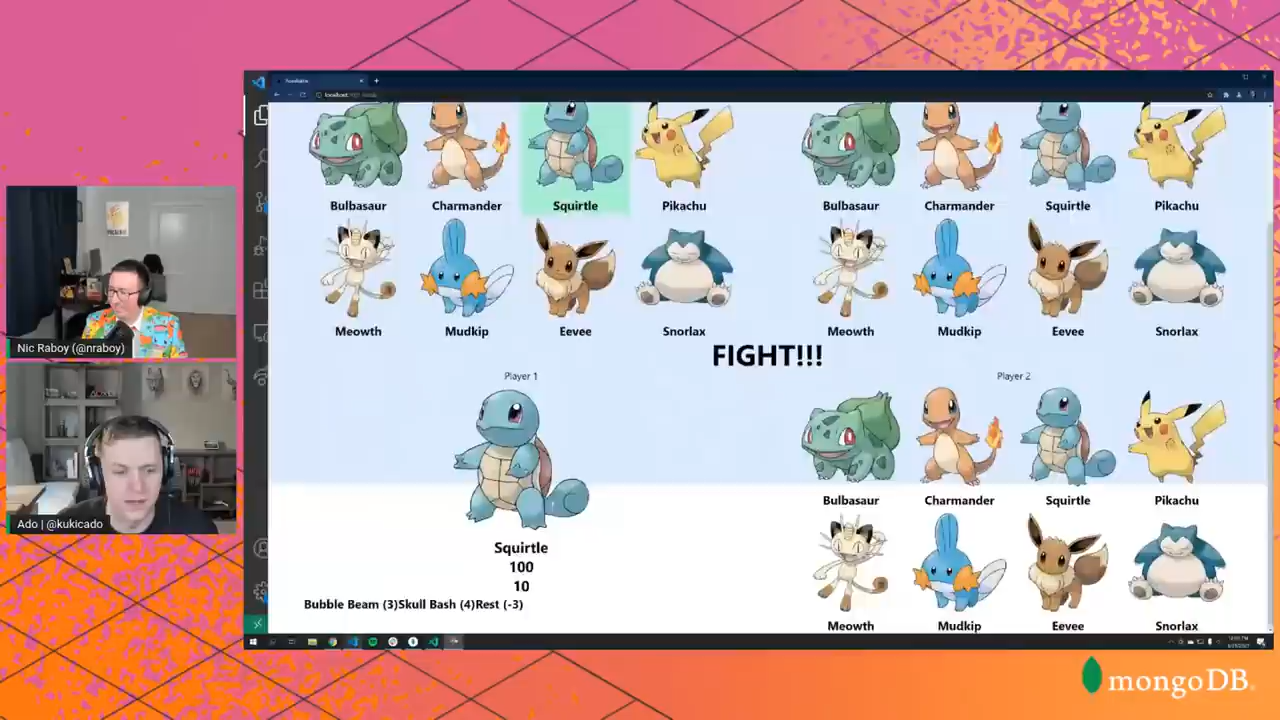 Bulbasaur Charmander Squirtle Pikachu Bulbasaur Charmander Squirtle Pikachu
Meowth Mudkip Eevee Snorlax Meowth Mudkip Eevee Snorlax
FIGHT!!!
Player 1 Player 2
Bulbasaur Charmander Squirtle Pikachu
Squirtle
100
10
Bubble Beam (3)Skull Bash (4)Rest (-3)
Meowth Mudkip Eevee Snorlax
Nic Raboy (@nraboy)
Ado | @kukicado
mongoDB.